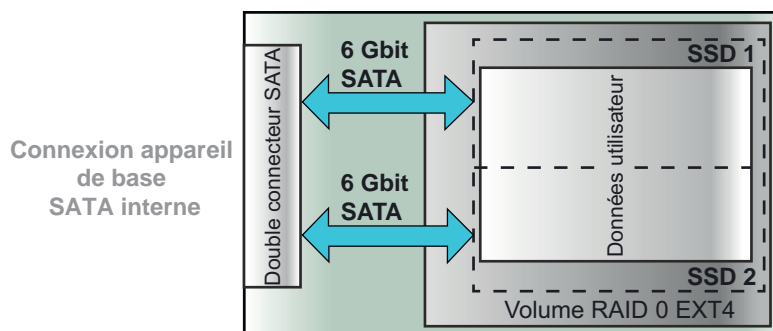 Connexion appareil
de base
SATA interne
Double connecteur SATA
6 Gbit
SATA
6 Gbit
SATA
SSD 1
Données utilisateur
SSD 2
Volume RAID 0 EXT4